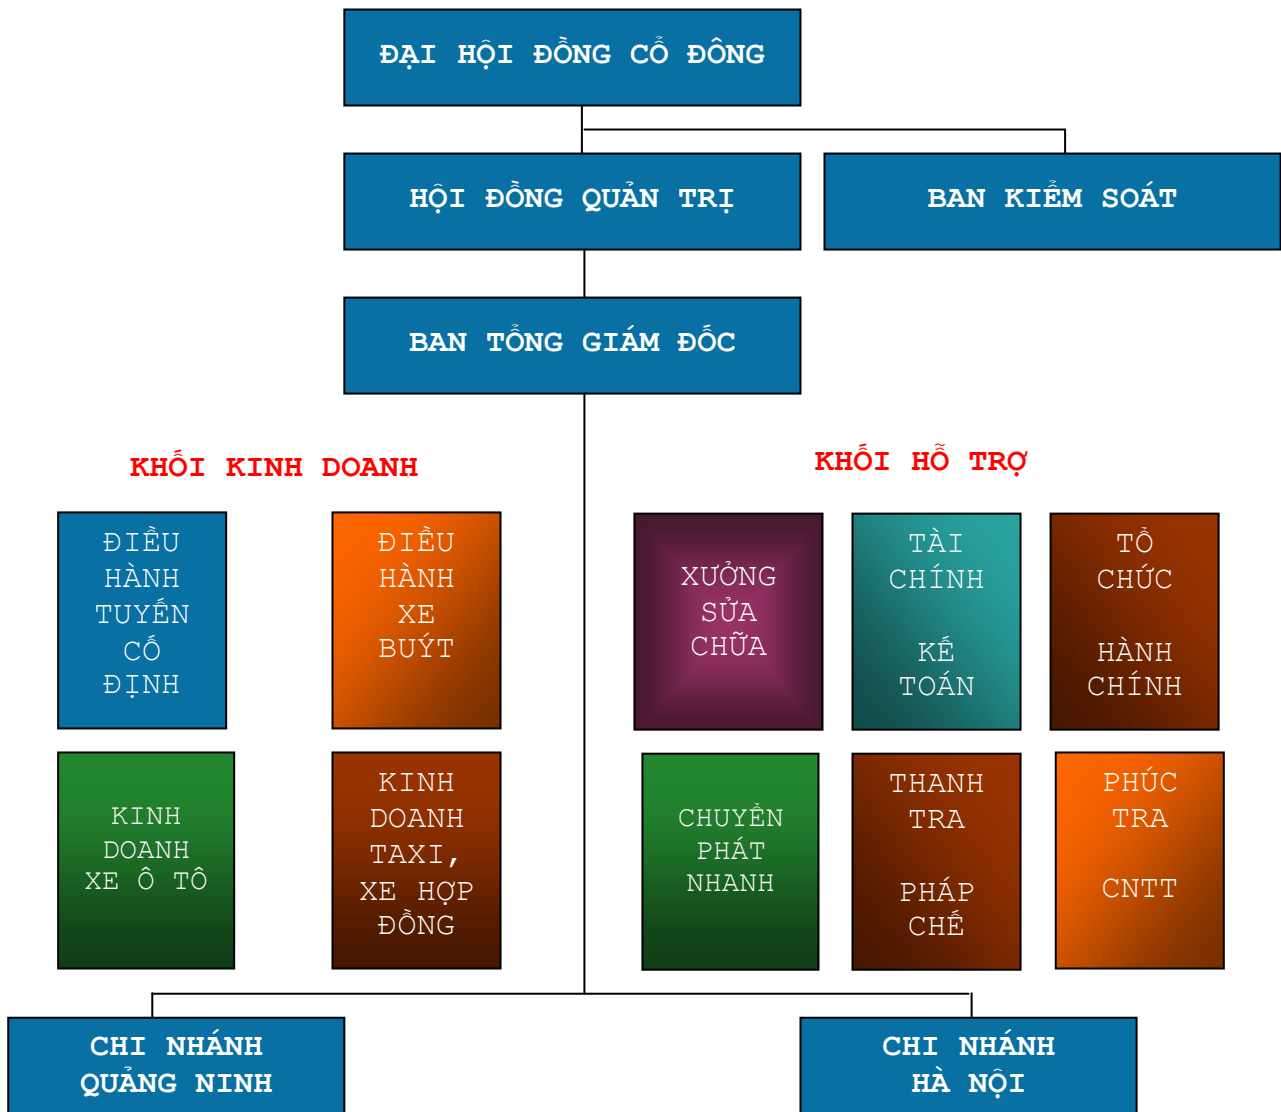 ĐẠI HỘI ĐỒNG CỔ ĐÔNG
HỘI ĐỒNG QUẢN TRỊ
BAN KIỂM SOÁT
BAN TỔNG GIÁM ĐỐC
KHỐI KINH DOANH
KHỐI HỖ TRỢ
ĐIỀU
HÀNH
TUYẾN
CỐ
ĐỊNH
ĐIỀU
HÀNH
XE
BUÝT
XƯỞNG
SỬA
CHỮA
TÀI
CHÍNH
KẾ
TOÁN
TỔ
CHỨC
HÀNH
CHÍNH
KINH
DOANH
XE Ô TÔ
KINH
DOANH
TAXI,
XE HỢP
ĐỒNG
CHUYỂN
PHÁT
NHANH
THANH
TRA
PHÁP
CHẾ
PHÚC
TRA
CNTT
CHI NHÁNH
QUẢNG NINH
CHI NHÁNH
HÀ NỘI